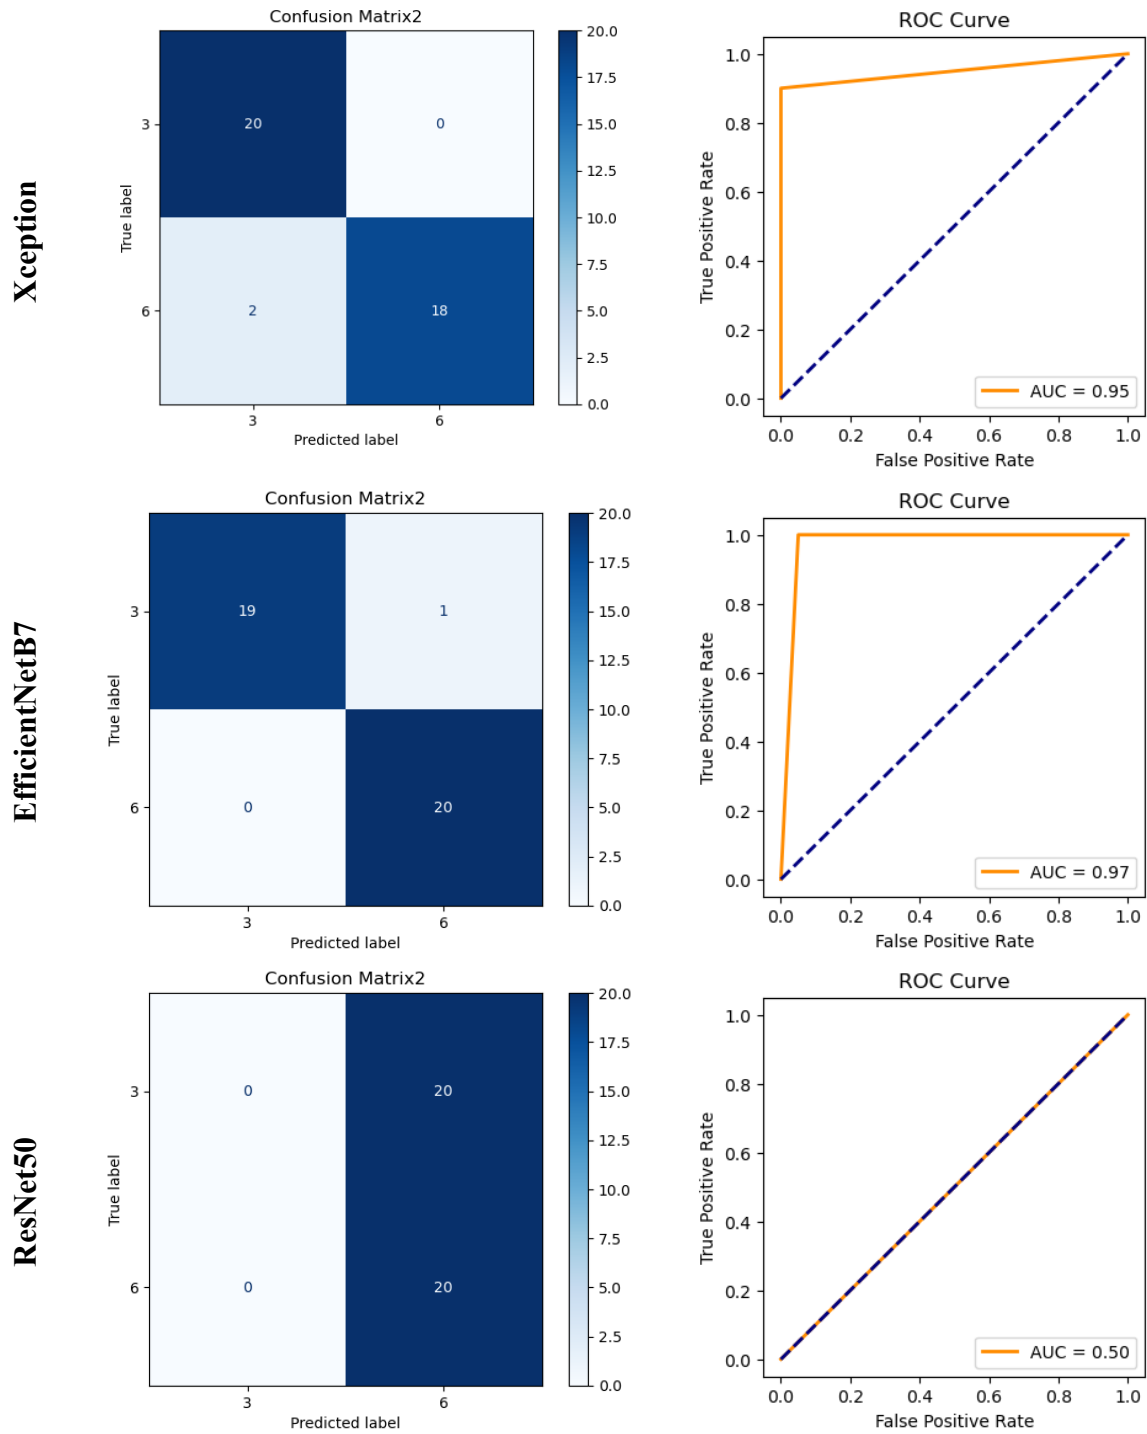 Xception
Confusion Matrix2
True label
3
6
20 0
2 18
3 6
Predicted label
20.0
17.5
15.0
12.5
10.0
7.5
5.0
2.5
0.0
ROC Curve
True Positive Rate
1.0
0.8
0.6
0.4
0.2
0.0
AUC = 0.95
0.0 0.2 0.4 0.6 0.8 1.0
False Positive Rate
EfficientNetB7
Confusion Matrix2
True label
3
6
19 1
0 20
3 6
Predicted label
20.0
17.5
15.0
12.5
10.0
7.5
5.0
2.5
0.0
ROC Curve
True Positive Rate
1.0
0.8
0.6
0.4
0.2
0.0
AUC = 0.97
0.0 0.2 0.4 0.6 0.8 1.0
False Positive Rate
ResNet50
Confusion Matrix2
True label
3
6
0 20
0 20
3 6
Predicted label
20.0
17.5
15.0
12.5
10.0
7.5
5.0
2.5
0.0
ROC Curve
True Positive Rate
1.0
0.8
0.6
0.4
0.2
0.0
AUC = 0.50
0.0 0.2 0.4 0.6 0.8 1.0
False Positive Rate